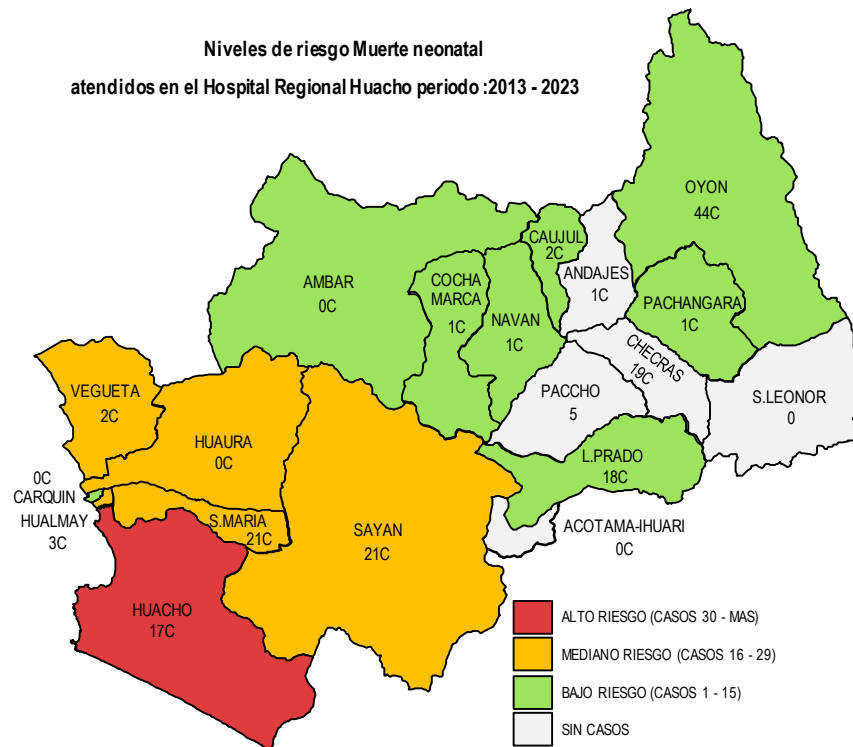 Niveles de riesgo Muerte neonatal
atendidos en el Hospital Regional Huacho periodo :2013 - 2023
OYON
44C
CAUJUL
2C
ANDAJES
1C
AMBAR
0C
COCHA
MARCA
1C
NAVAN
1C
PACHANGARA
1C
CHECRAS
19C
PACCHO
5
S.LEONOR
0
VEGUETA
2C
HUAURA
0C
L.PRADO
18C
0C
CARQUIN
HUALMAY
3C
S.MARIA
21C
SAYAN
21C
ACOTAMA-IHUARI
0C
HUACHO
17C
ALTO RIESGO (CASOS 30 - MAS)
MEDIANO RIESGO (CASOS 16 - 29)
BAJO RIESGO (CASOS 1 - 15)
SIN CASOS